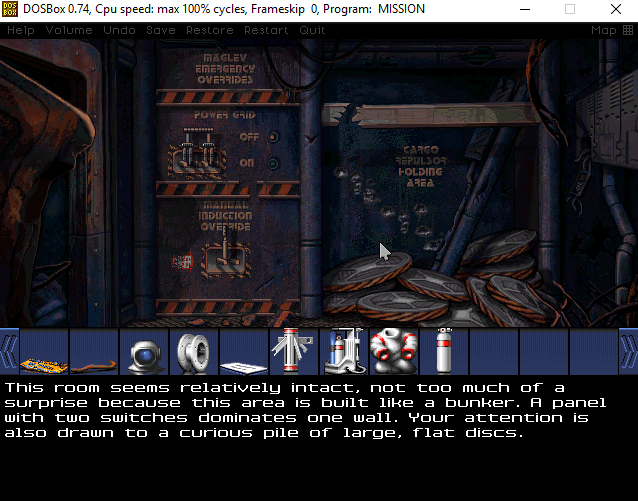 DOSBox 0.74, Cpu speed: max 100% cycles, Frameskip 0, Program: MISSION
Help Volume Undo Save Restore Restart Quit Map
MAGLEV
EMERGENCY
OVERRIDES
POWER GRID
OFF
ON
MANUAL
INDUCTION
OVERRIDE
CARGO
REPULSOR
HOLDING
AREA
This room seems relatively intact, not too much of a
surprise because this area is built like a bunker. A panel
with two switches dominates one wall. Your attention is
also drawn to a curious pile of large, flat discs.